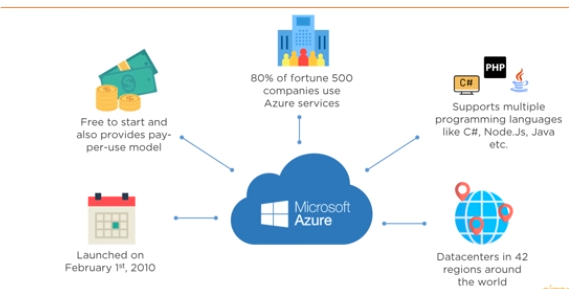 80% of fortune 500
companies use
Azure services
Free to start and
also provides pay-
per-use model
C#
PHP
Supports multiple
programming languages
like C#, Node.Js, Java
etc.
Microsoft
Azure
Launched on
February 1st, 2010
Datacenters in 42
regions around
the world